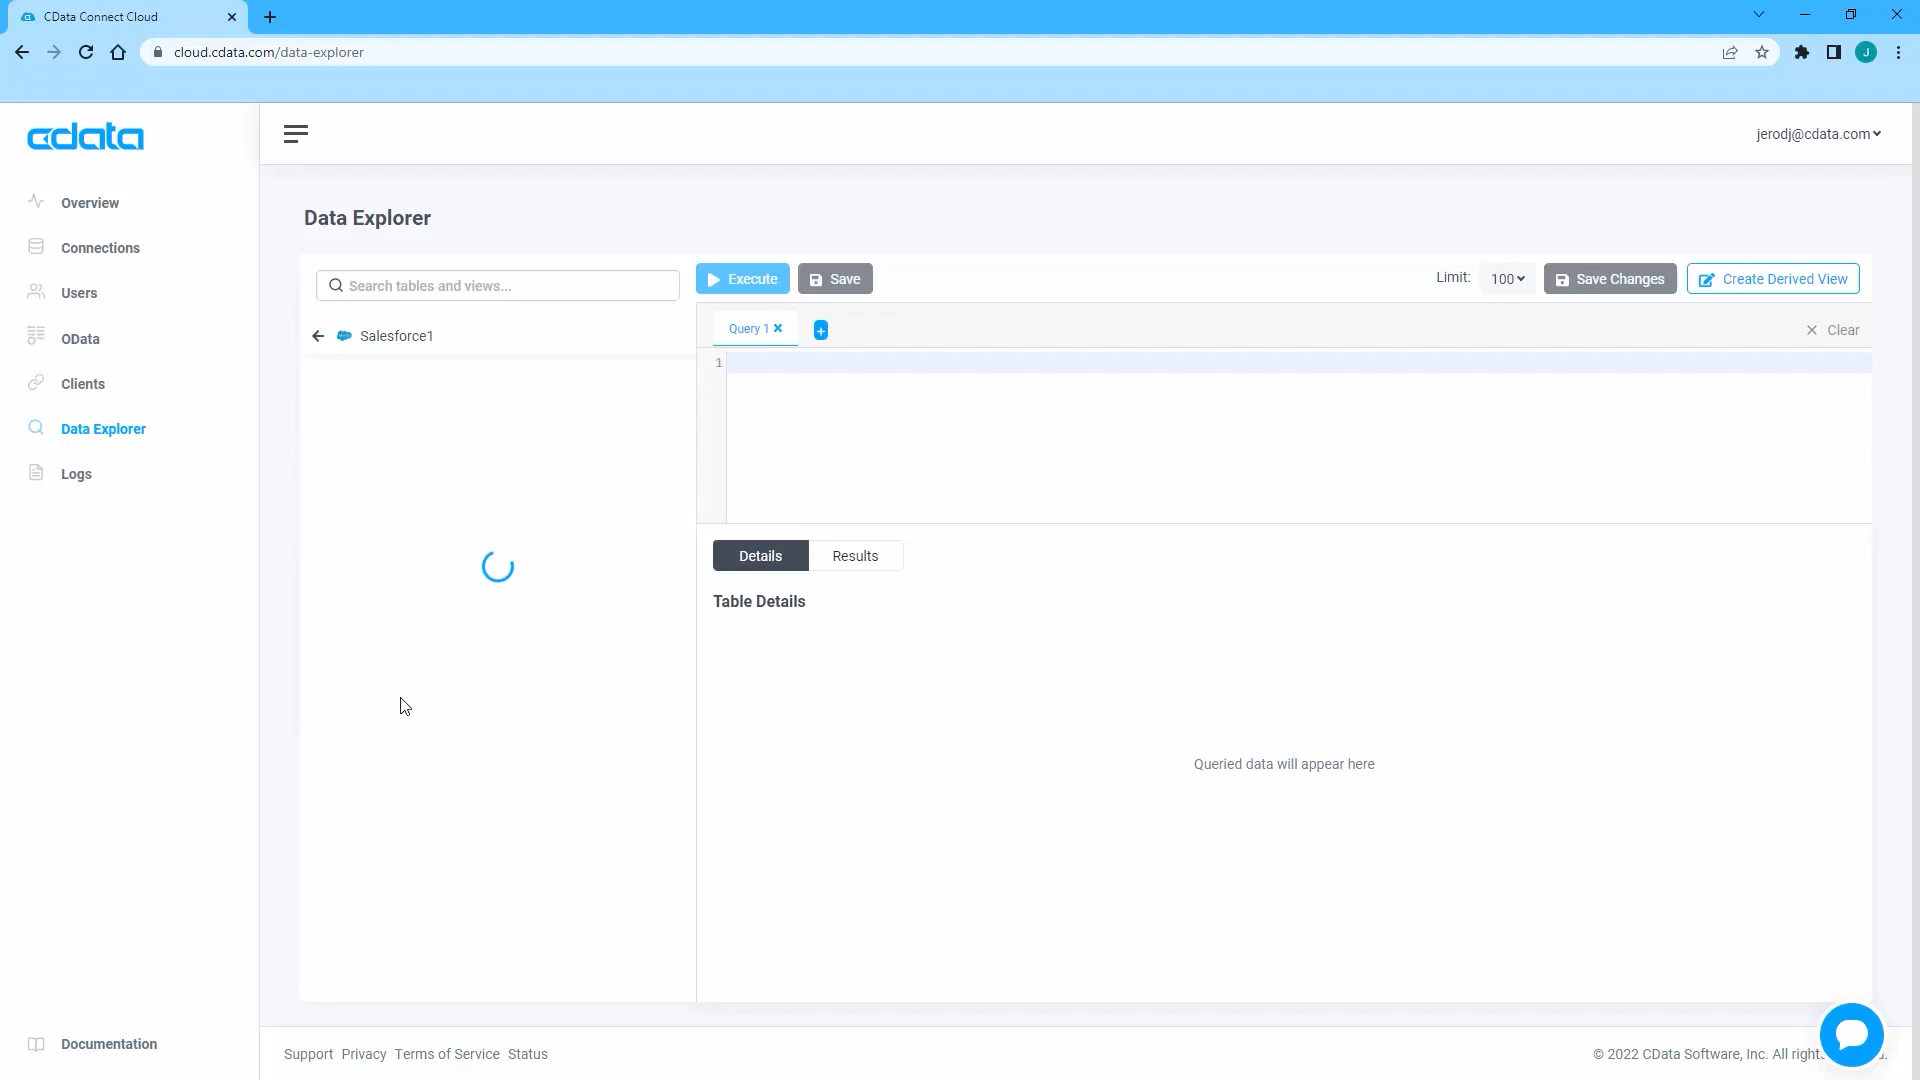 CData Connect Cloud
cloud.cdata.com/data-explorer
J
cdata
jerodj@cdata.com
Overview
Connections
Users
OData
Clients
Data Explorer
Logs
Documentation
Data Explorer
Search tables and views...
Salesforce1
Execute
Save
Limit:
100
Save Changes
Create Derived View
Query 1
Clear
1
Details
Results
Table Details
Queried data will appear here
Support Privacy Terms of Service Status
© 2022 CData Software, Inc. All rights